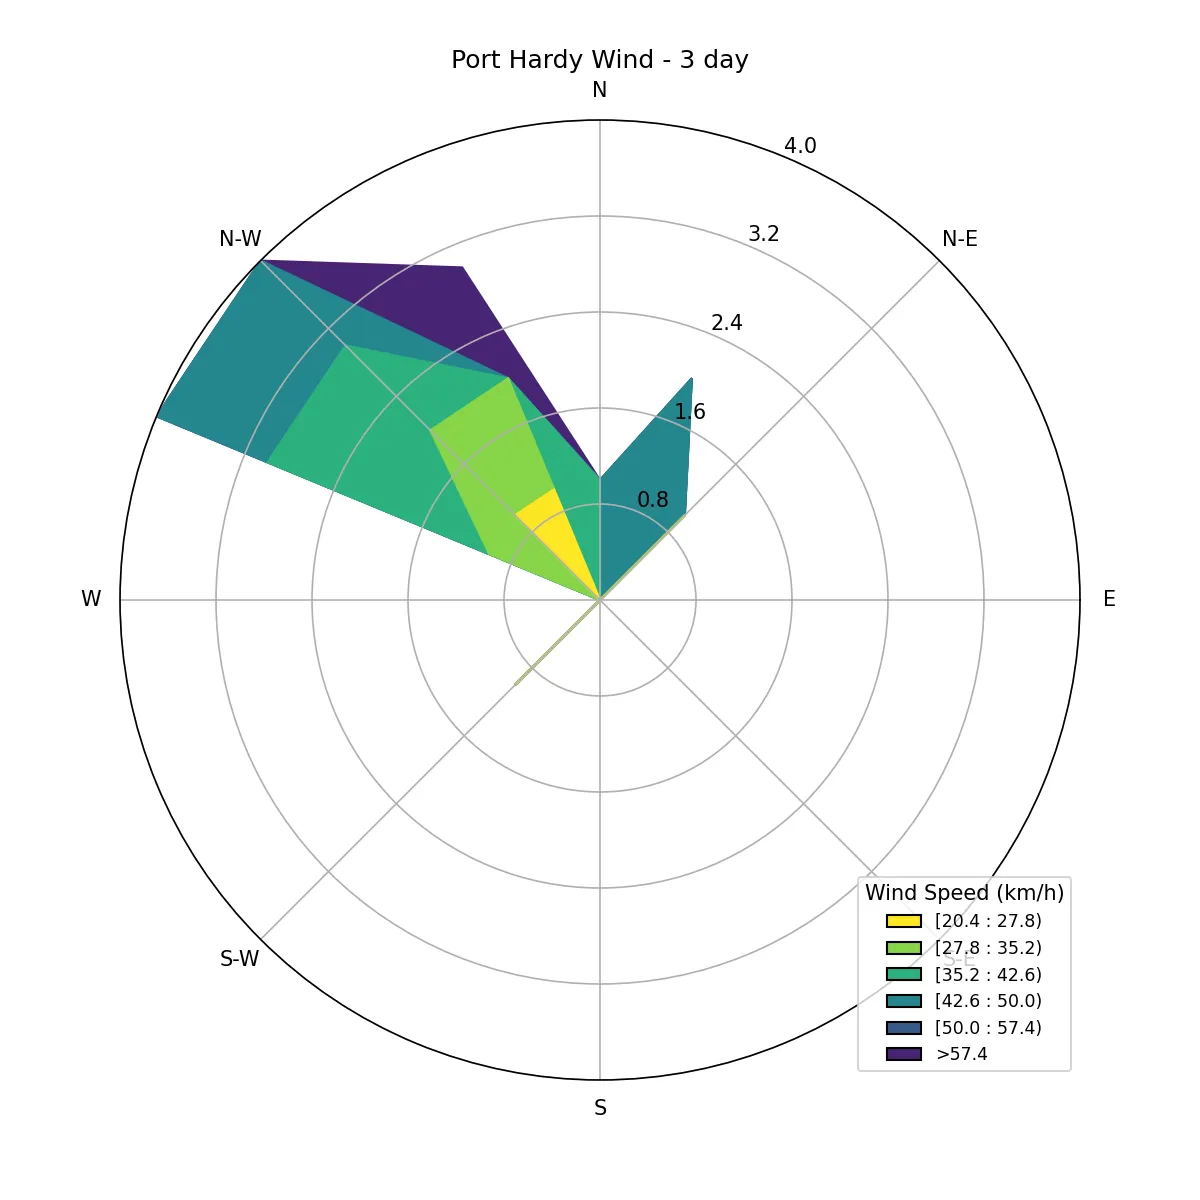 Port Hardy Wind - 3 day
N
4.0
N-W
3.2
N-E
2.4
1.6
0.8
W
E
Wind Speed (km/h)
[20.4 : 27.8)
[27.8 : 35.2)
S-W
S-E
[35.2 : 42.6)
[42.6 : 50.0)
[50.0 : 57.4)
>57.4
S